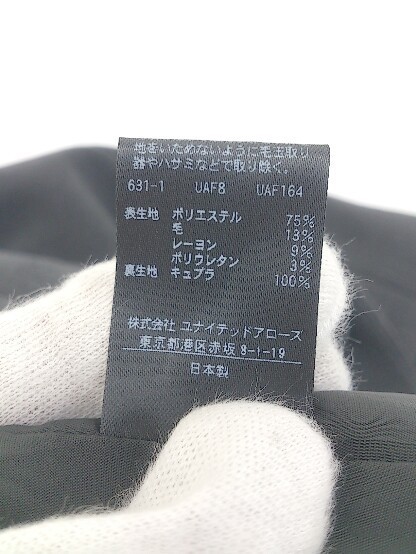 地をいためないように毛玉取り
器やハサミなどで取り除く。
631-1 UAF8 UAF164
表生地 ポリエステル 75%
毛 13%
レーヨン 9%
ポリウレタン 3%
裏生地 キュプラ 100%
株式会社 ユナイテッドアローズ
東京都港区赤坂 8-1-19
日本製